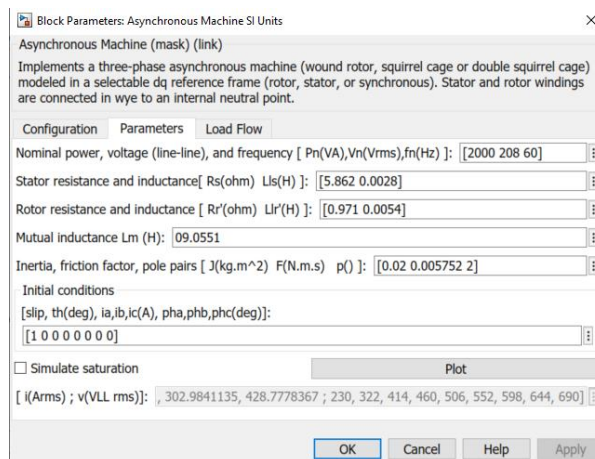 Block Parameters: Asynchronous Machine SI Units
Asynchronous Machine (mask) (link)
Implements a three-phase asynchronous machine (wound rotor, squirrel cage or double squirrel cage)
modeled in a selectable dq reference frame (rotor, stator, or synchronous). Stator and rotor windings
are connected in wye to an internal neutral point.
Configuration Parameters Load Flow
Nominal power, voltage (line-line), and frequency [ Pn(VA),Vn(Vrms),fn(Hz) ]: [2000 208 60]
Stator resistance and inductance[ Rs(ohm) Lls(H) ]: [5.862 0.0028]
Rotor resistance and inductance [ Rr'(ohm) Llr'(H) ]: [0.971 0.0054]
Mutual inductance Lm (H): 09.0551
Inertia, friction factor, pole pairs [ J(kg.m^2) F(N.m.s) p() ]: [0.02 0.005752 2]
Initial conditions
[slip, th(deg), ia,ib,ic(A), pha,phb,phc(deg)]:
[1 0 0 0 0 0 0 0]
Simulate saturation Plot
[ i(Arms) ; v(VLL rms)]: , 302.9841135, 428.7778367 ; 230, 322, 414, 460, 506, 552, 598, 644, 690]
OK Cancel Help Apply